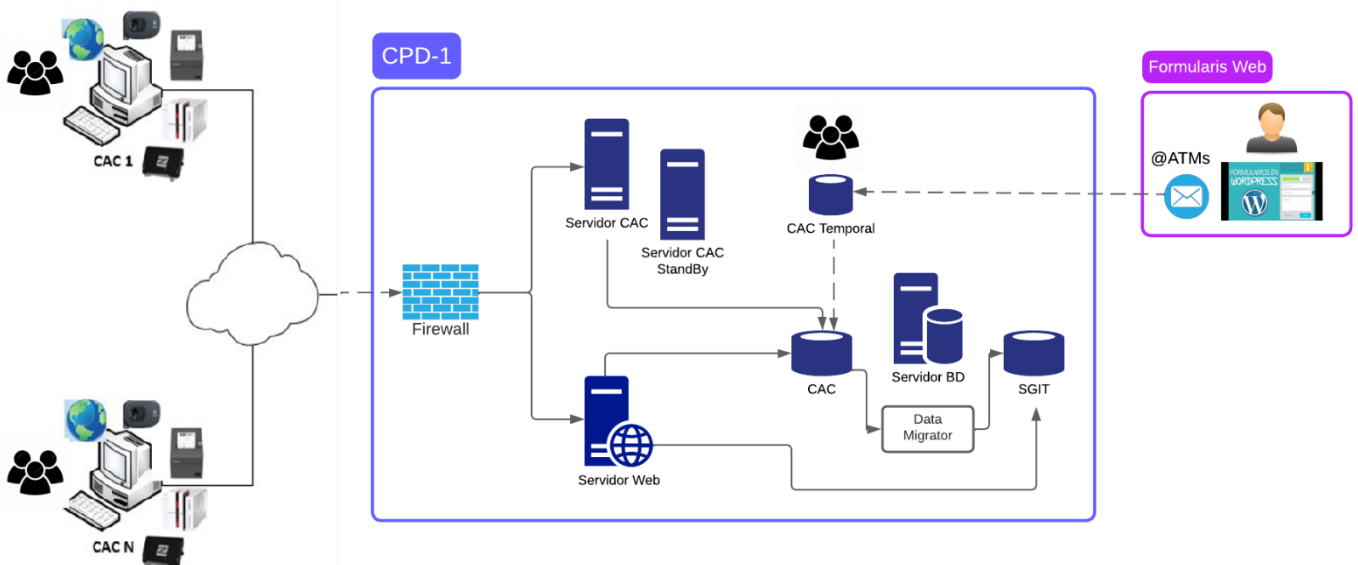 CPD-1
Formularis Web
@ATMs
FORMULARIOS EN
WORDPRESS
CAC 1
Servidor CAC
Servidor CAC
StandBy
CAC Temporal
Firewall
CAC
Servidor BD
SGIT
Data
Migrator
Servidor Web
CAC N